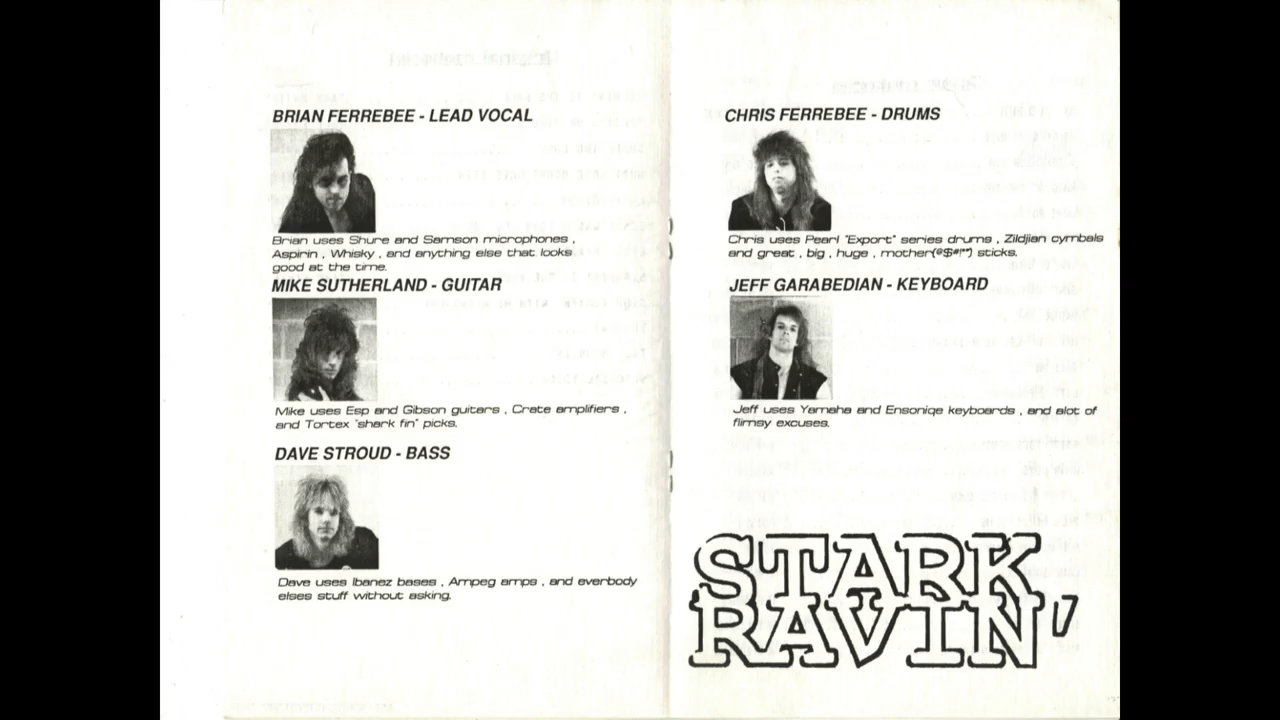 BRIAN FERREBEE - LEAD VOCAL
Brian uses Shure and Samson microphones ,
Aspirin , Whisky , and anything else that looks
good at the time.
MIKE SUTHERLAND - GUITAR
Mike uses Esp and Gibson guitars , Crate amplifiers ,
and Tortex "shark fin" picks.
DAVE STROUD - BASS
Dave uses Ibanez bases , Ampeg amps , and everbody
elses stuff without asking.
CHRIS FERREBEE - DRUMS
Chris uses Pearl "Export" series drums , Zildjian cymbals
and great , big , huge , mother(@$#!**) sticks.
JEFF GARABEDIAN - KEYBOARD
Jeff uses Yamaha and Ensoniqe keyboards , and alot of
flimsy excuses.
STARK
RAVIN'